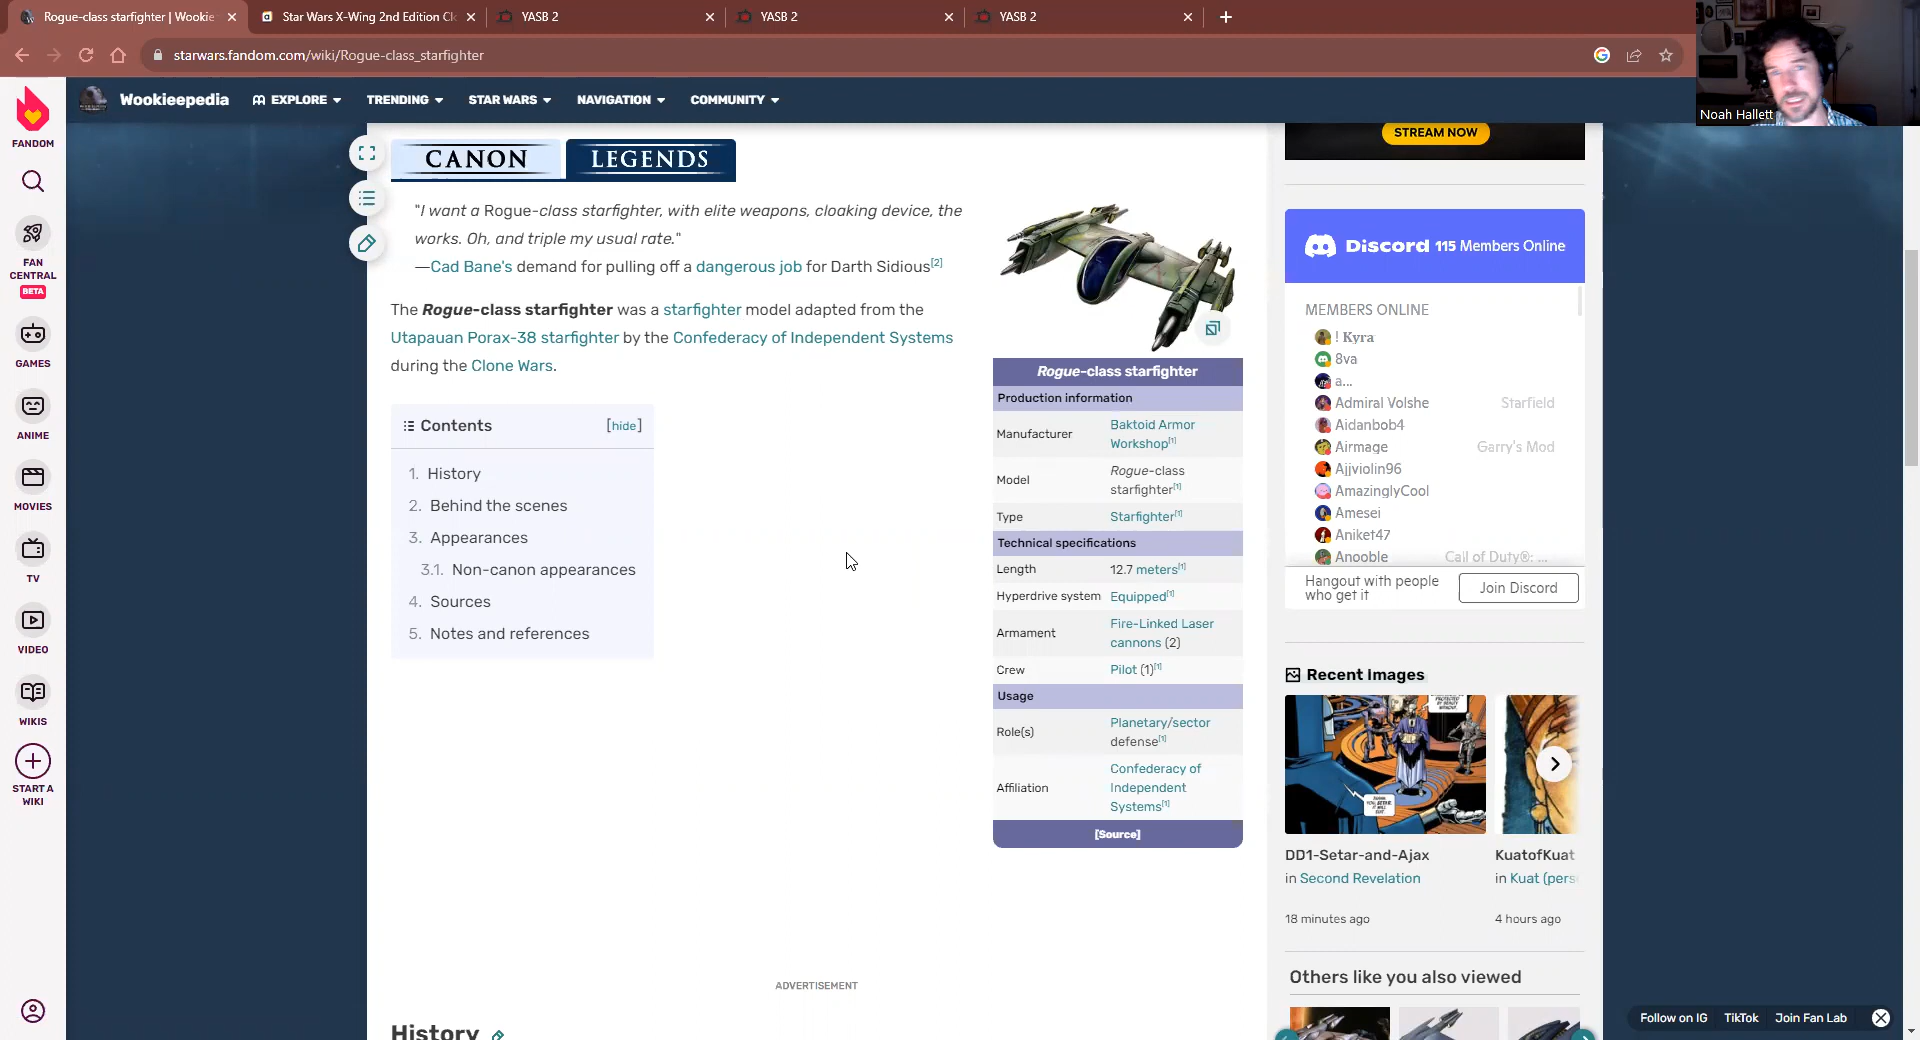 Rogue-class starfighter | Wookie
Star Wars X-Wing 2nd Edition Cl
YASB 2
YASB 2
YASB 2
starwars.fandom.com/wiki/Rogue-class_starfighter
Noah Hallett
FANDOM
FAN CENTRAL
BETA
GAMES
ANIME
MOVIES
TV
VIDEO
WIKIS
START A WIKI
Wookieepedia
EXPLORE
TRENDING
STAR WARS
NAVIGATION
COMMUNITY
CANON
LEGENDS
"I want a Rogue-class starfighter, with elite weapons, cloaking device, the
works. Oh, and triple my usual rate."
—Cad Bane's demand for pulling off a dangerous job for Darth Sidious[2]
The Rogue-class starfighter was a starfighter model adapted from the
Utapauan Porax-38 starfighter by the Confederacy of Independent Systems
during the Clone Wars.
Contents [hide]
1. History
2. Behind the scenes
3. Appearances
3.1. Non-canon appearances
4. Sources
5. Notes and references
Rogue-class starfighter
Production information
Manufacturer
Baktoid Armor
Workshop[1]
Model
Rogue-class
starfighter[1]
Type
Starfighter[1]
Technical specifications
Length
12.7 meters[1]
Hyperdrive system
Equipped[1]
Armament
Fire-Linked Laser
cannons (2)
Crew
Pilot (1)[1]
Usage
Role(s)
Planetary/sector
defense[1]
Affiliation
Confederacy of
Independent
Systems[1]
[Source]
ADVERTISEMENT
History
STREAM NOW
Discord 115 Members Online
MEMBERS ONLINE
! Kyra
8va
a...
Admiral Volshe Starfield
Aidanbob4
Airmage Garry's Mod
Ajjviolin96
AmazinglyCool
Amesei
Aniket47
Anooble Call of Duty®: ...
Hangout with people
who get it
Join Discord
Recent Images
DD1-Setar-and-Ajax
in Second Revelation
18 minutes ago
KuatofKuat
in Kuat (pers
4 hours ago
Others like you also viewed
Follow on IG
TikTok
Join Fan Lab